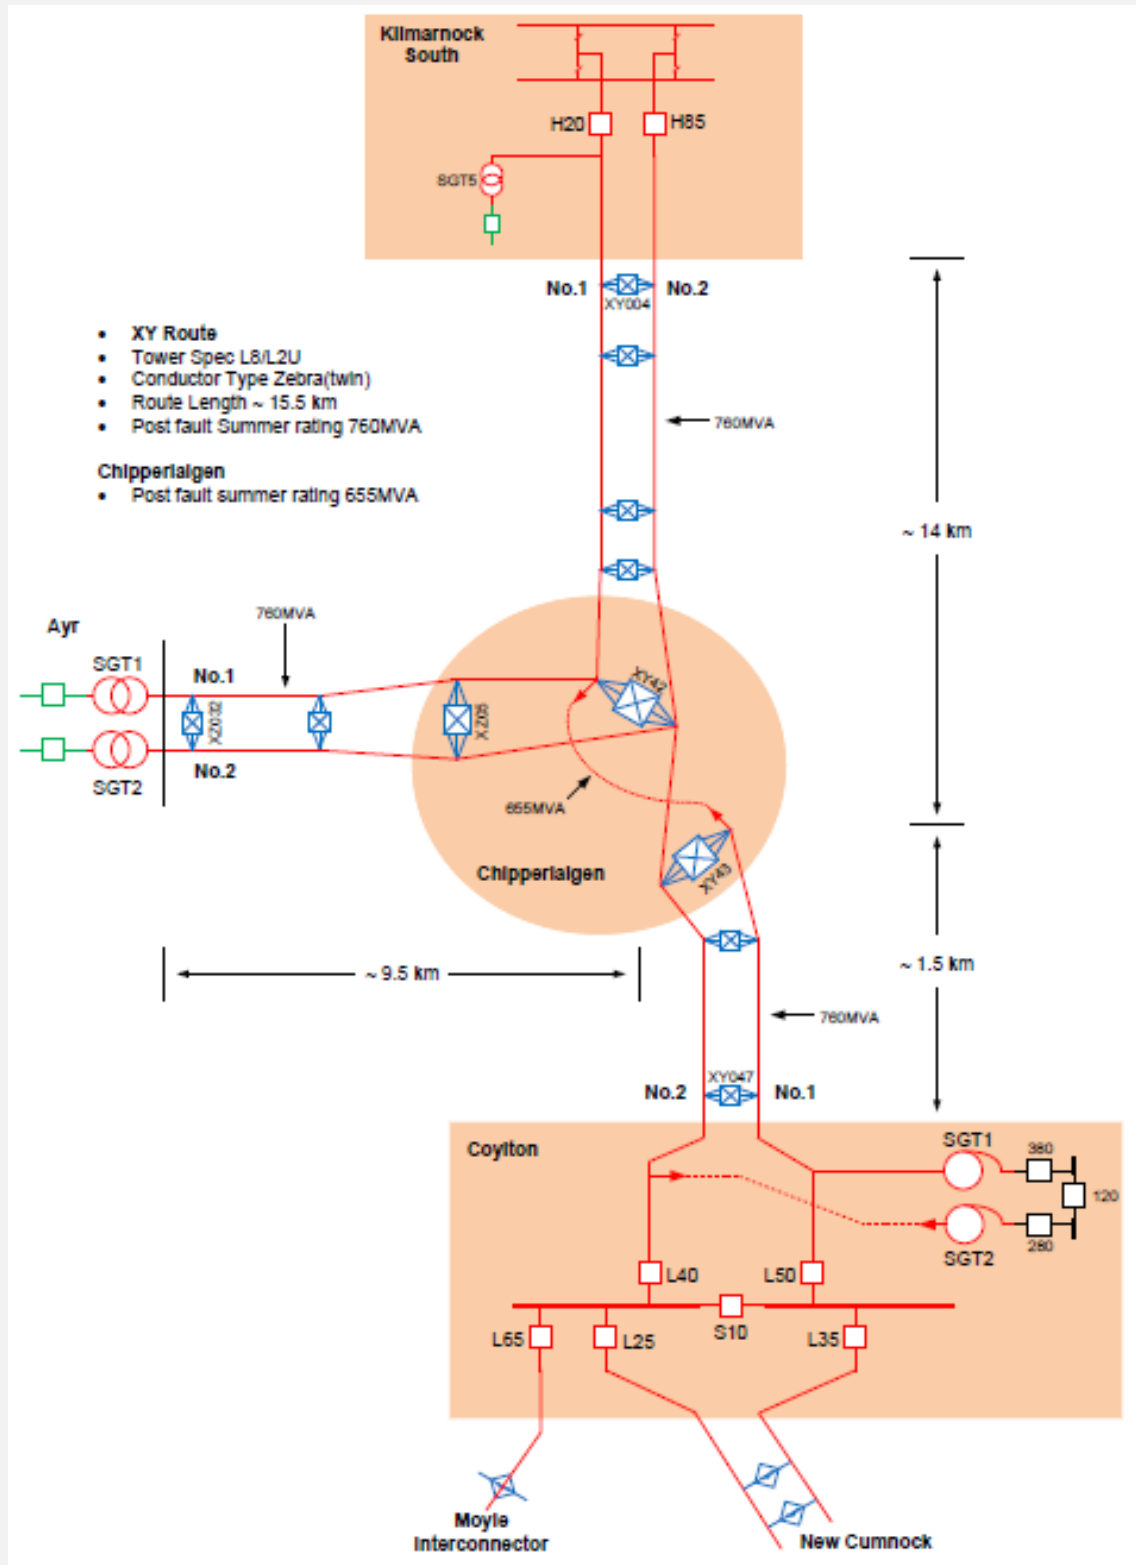 Kilmarnock
South
H20
H85
SGT5
No.1
No.2
XY004
• XY Route
• Tower Spec L8/L2U
• Conductor Type Zebra(twin)
• Route Length ~ 15.5 km
• Post fault Summer rating 760MVA
760MVA
Chipperlaigen
• Post fault summer rating 655MVA
~ 14 km
760MVA
Ayr
SGT1
No.1
XZ032
XZ05
XY42
No.2
SGT2
655MVA
Chipperlaigen
XY43
~ 9.5 km
~ 1.5 km
760MVA
XY047
No.2
No.1
Coylton
SGT1
380
120
280
SGT2
L40
L50
S10
L65
L25
L35
Moyle
Interconnector
New Cumnock